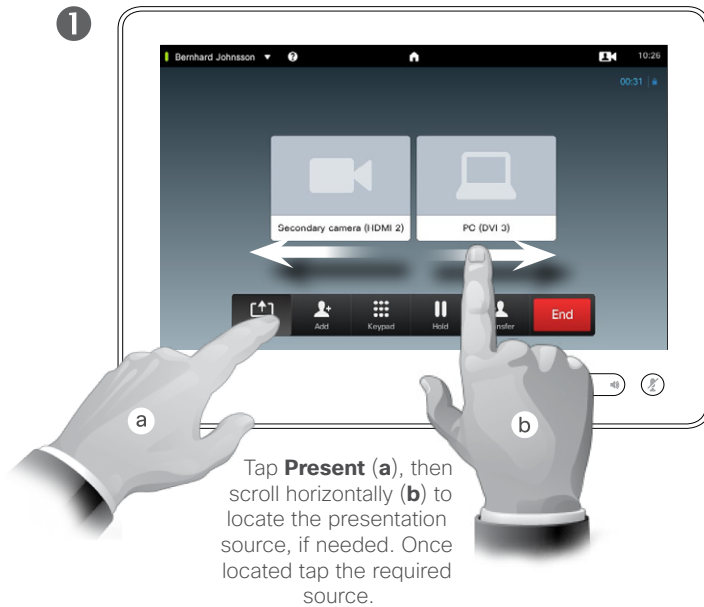 1
Bernhard Johnsson ? 10:26
00:31
Secondary camera (HDMI 2) PC (DVI 3)
Add Keypad Hold End
a b
Tap Present (a), then
scroll horizontally (b) to
locate the presentation
source, if needed. Once
located tap the required
source.